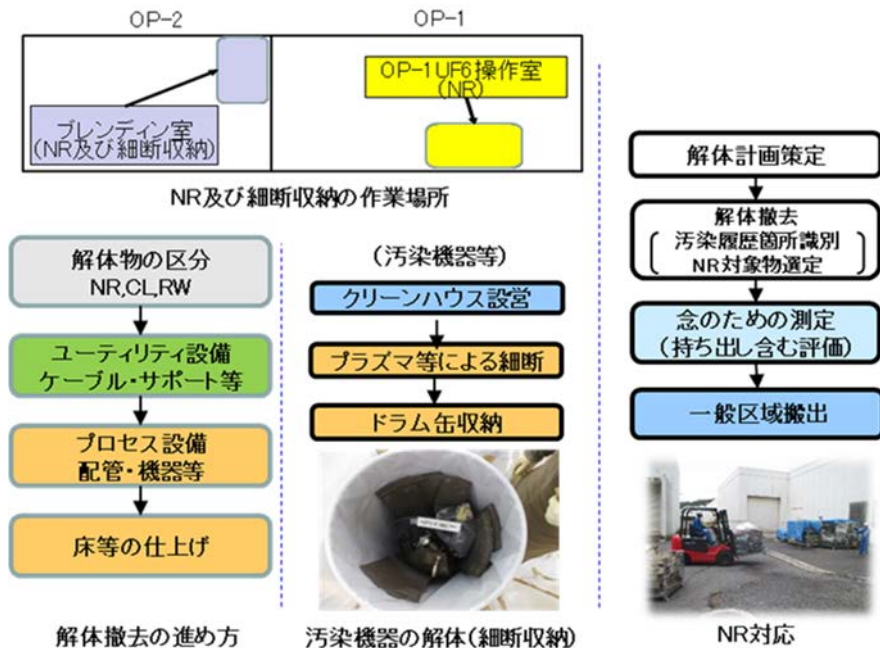 OP-2
OP-1
OP-1UF6操作室
(NR)
ブレンディン室
(NR及び細断収納)
NR及び細断収納の作業場所
解体物の区分
NR,CL,RW
ユーティリティ設備
ケーブル・サポート等
プロセス設備
配管・機器等
床等の仕上げ
解体撤去の進め方
(汚染機器等)
クリーンハウス設営
プラズマ等による細断
ドラム缶収納
汚染機器の解体(細断収納)
解体計画策定
解体撤去
汚染履歴箇所識別
NR対象物選定
念のための測定
(持ち出し含む評価)
一般区域搬出
NR対応